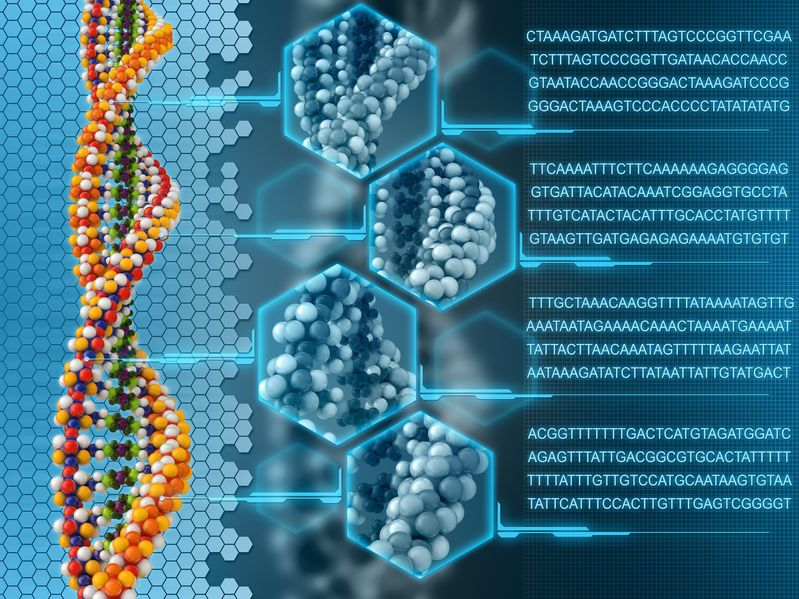 CTAAAGATGATCTTTAGTCCCGGTTCGAA
TCTTTAGTCCCGGTTGATAACACCAACC
GTAATACCAACCGGGACTAAAGATCCCG
GGGACTAAAGTCCCACCCCTATATATATG
TTCAAAATTTCTTCAAAAAAGAGGGGAG
GTGATTACATACAAATCGGAGGTGCCTA
TTTGTCATACTACATTTGCACCTATGTTTT
GTAAGTTGATGAGAGAGAAAATGTGTGT
TTTGCTAAACAAGGTTTTATAAAATAGTTG
AAATAATAGAAAACAAACTAAAATGAAAAT
TATTACTTAACAAATAGTTTTTAAGAATTAT
AATAAAGATATCTTATAATTATTGTATGACT
ACGGTTTTTTTGACTCATGTAGATGGATC
AGAGTTTATTGACGGCGTGCACTATTTTT
TTTTATTTGTTGTCCATGCAATAAGTGTAA
TATTCATTTCCACTTGTTTGAGTCGGGGT